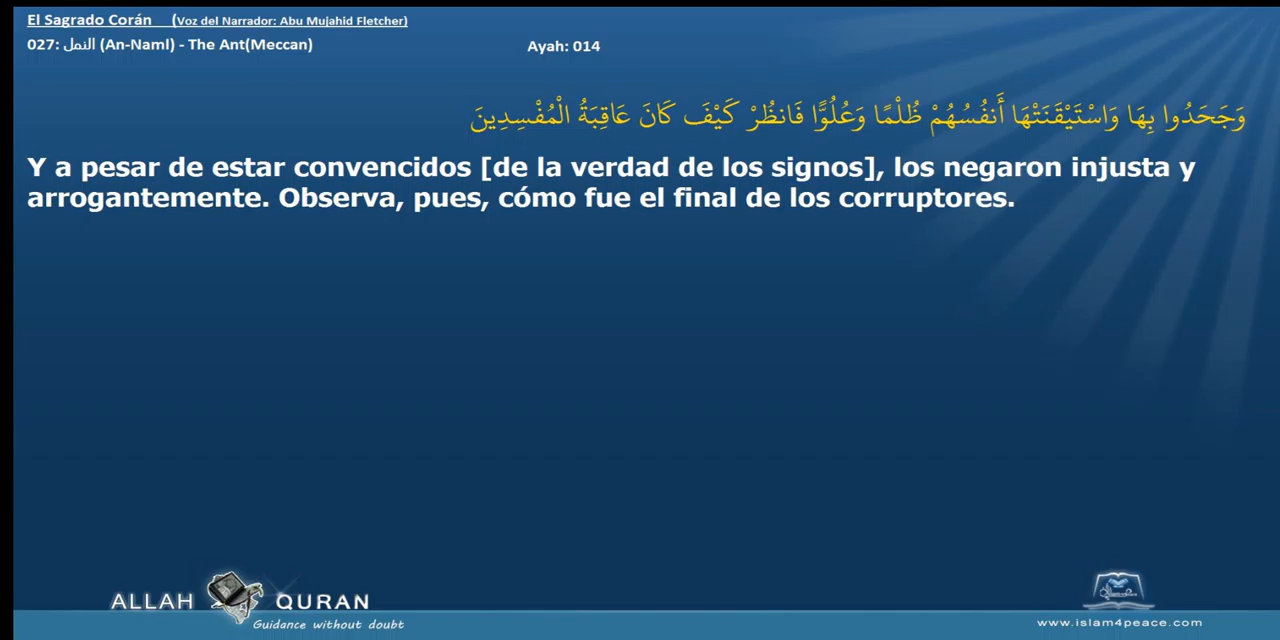 El Sagrado Corán (Voz del Narrador: Abu Mujahid Fletcher)
027: النمل (An-Naml) - The Ant(Meccan) Ayah: 014
وَجَحَدُوا بِهَا وَاسْتَيْقَنَتْهَا أَنفُسُهُمْ ظُلْمًا وَعُلُوًّا فَانظُرْ كَيْفَ كَانَ عَاقِبَةُ الْمُفْسِدِينَ
Y a pesar de estar convencidos [de la verdad de los signos], los negaron injusta y
arrogantemente. Observa, pues, cómo fue el final de los corruptores.
ALLAH QURAN
Guidance without doubt
www.islam4peace.com